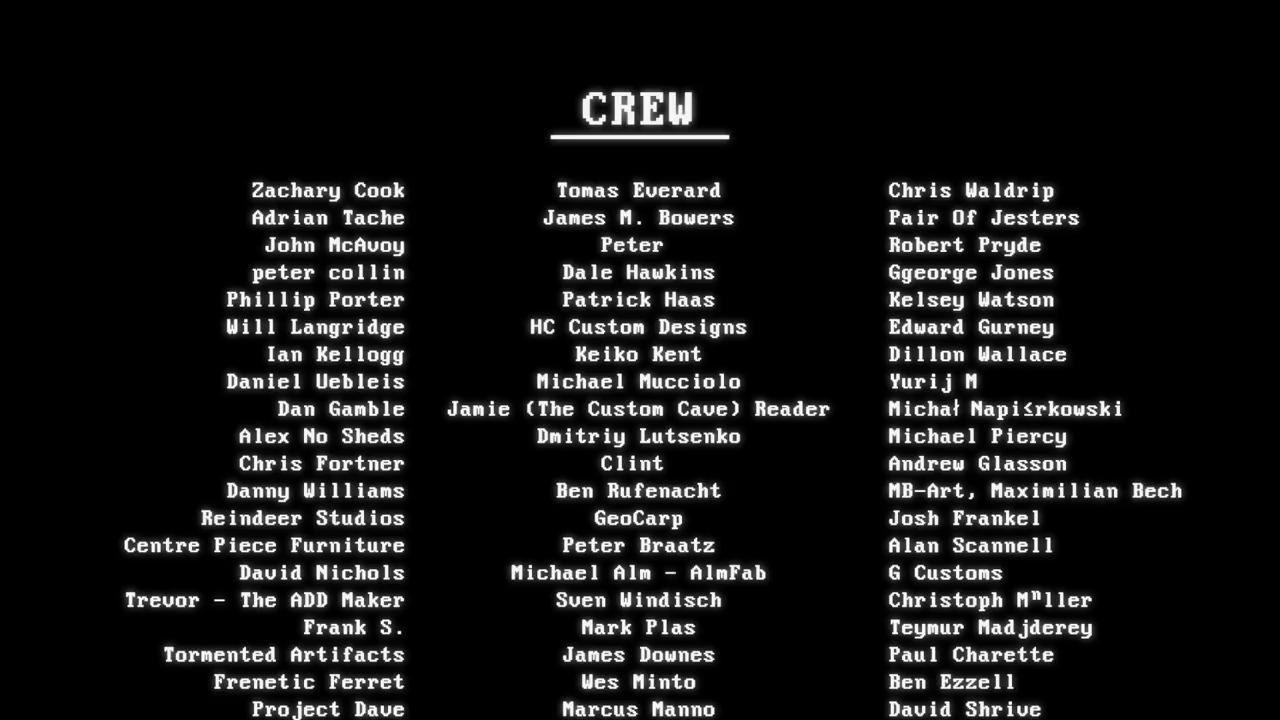 CREW
Zachary Cook
Adrian Tache
John McAvoy
peter collin
Phillip Porter
Will Langridge
Ian Kellogg
Daniel Uebleis
Dan Gamble
Alex No Sheds
Chris Fortner
Danny Williams
Reindeer Studios
Centre Piece Furniture
David Nichols
Trevor - The ADD Maker
Frank S.
Tormented Artifacts
Frenetic Ferret
Project Dave
Tomas Everard
James M. Bowers
Peter
Dale Hawkins
Patrick Haas
HC Custom Designs
Keiko Kent
Michael Mucciolo
Jamie (The Custom Cave) Reader
Dmitriy Lutsenko
Clint
Ben Rufenacht
GeoCarp
Peter Braatz
Michael Alm - AlmFab
Sven Windisch
Mark Plas
James Downes
Wes Minto
Marcus Manno
Chris Waldrip
Pair Of Jesters
Robert Pryde
Ggeorge Jones
Kelsey Watson
Edward Gurney
Dillon Wallace
Yurij M
Michał Napi≤rkowski
Michael Piercy
Andrew Glasson
MB-Art, Maximilian Bech
Josh Frankel
Alan Scannell
G Customs
Christoph Mⁿller
Teymur Madjderey
Paul Charette
Ben Ezzell
David Shrive